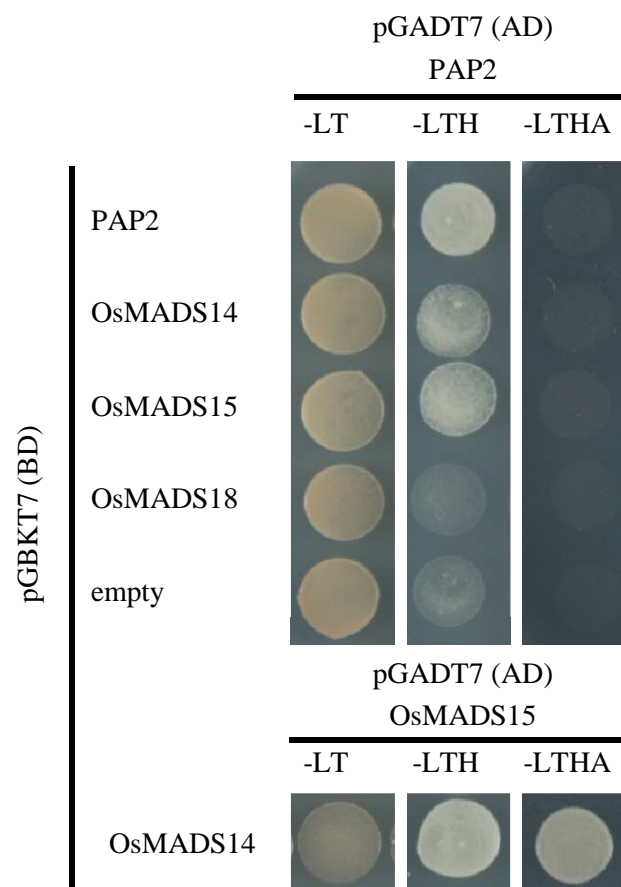 pGADT7 (AD)
PAP2
-LT -LTH -LTHA
pGBKT7 (BD)
PAP2
OsMADS14
OsMADS15
OsMADS18
empty
pGADT7 (AD)
OsMADS15
-LT -LTH -LTHA
OsMADS14